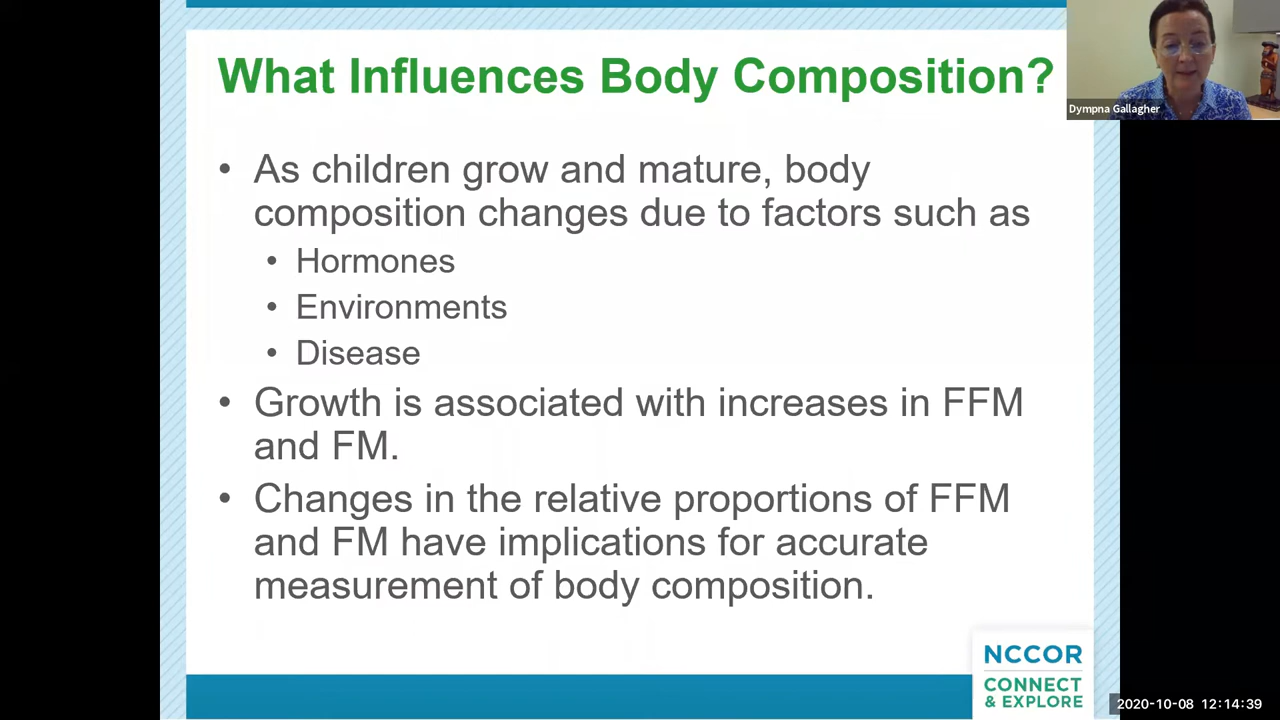 What Influences Body Composition?
Dympna Gallagher
• As children grow and mature, body
composition changes due to factors such as
• Hormones
• Environments
• Disease
• Growth is associated with increases in FFM
and FM.
• Changes in the relative proportions of FFM
and FM have implications for accurate
measurement of body composition.
NCCOR
CONNECT
& EXPLORE
2020-10-08 12:14:39